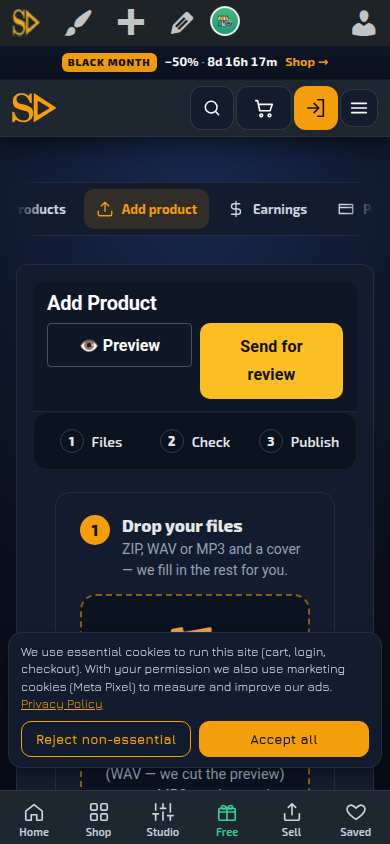 BLACK MONTH −50% · 8d 16h 17m Shop →
roducts Add product Earnings P
Add Product
Preview
Send for
review
1 Files 2 Check 3 Publish
1 Drop your files
ZIP, WAV or MP3 and a cover
— we fill in the rest for you.
We use essential cookies to run this site (cart, login,
checkout). With your permission we also use marketing
cookies (Meta Pixel) to measure and improve our ads.
Privacy Policy
Reject non-essential Accept all
(WAV — we cut the preview)
Home Shop Studio Free Sell Saved